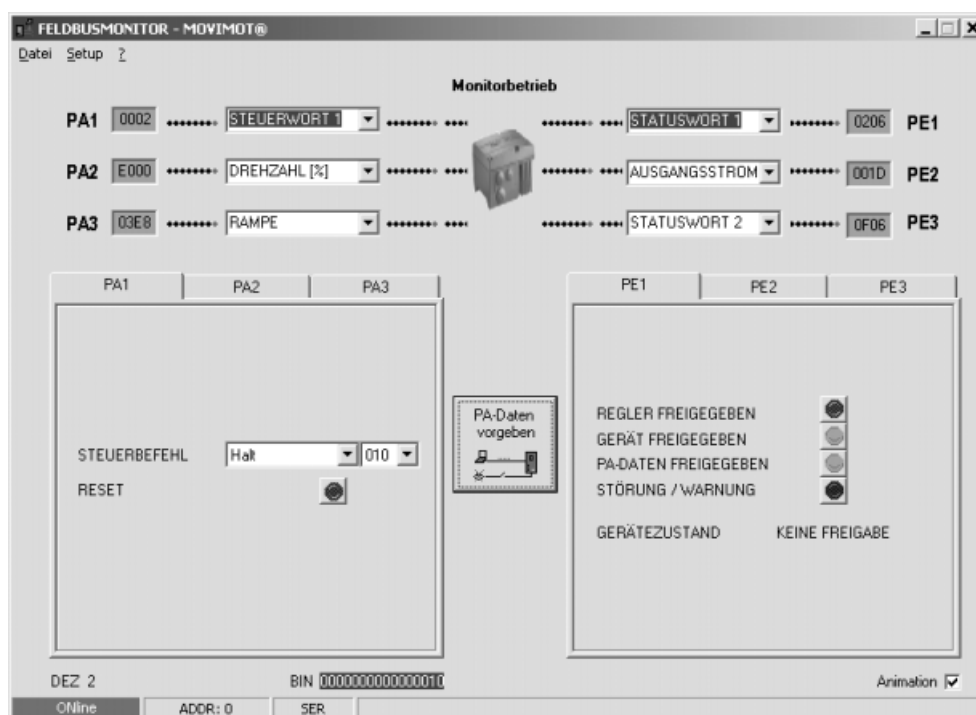 FELDBUSMONITOR - MOVIMOT®
Datei Setup ?
Monitorbetrieb
PA1 0002 STEUERWORT 1 STATUSWORT 1 0206 PE1
PA2 E000 DREHZAHL [%] AUSGANGSSTROM 001D PE2
PA3 03E8 RAMPE STATUSWORT 2 0F06 PE3
PA1 PA2 PA3
STEUERBEFEHL Halt 010
RESET
PA-Daten
vorgeben
PE1 PE2 PE3
REGLER FREIGEGEBEN
GERÄT FREIGEGEBEN
PA-DATEN FREIGEGEBEN
STÖRUNG / WARNUNG
GERÄTEZUSTAND KEINE FREIGABE
DEZ 2 BIN 0000000000000010 Animation
ONline ADDR: 0 SER